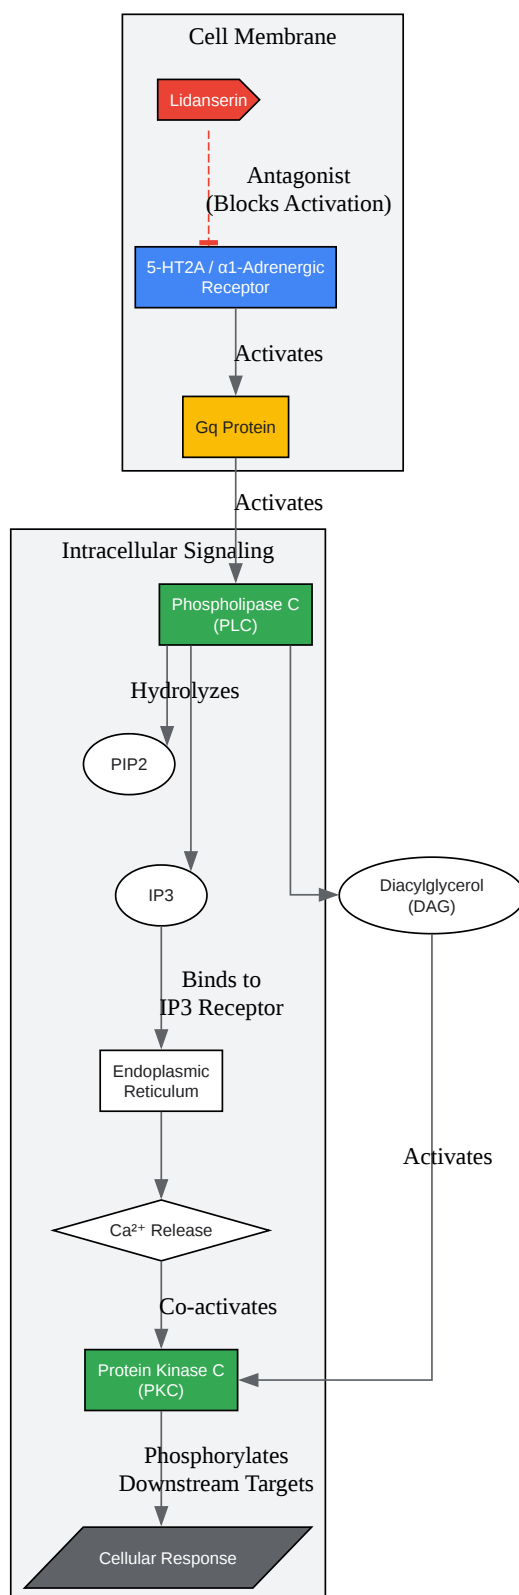 Cell Membrane
Lidanserin
Antagonist
(Blocks Activation)
5-HT2A / α1-Adrenergic
Receptor
Activates
Gq Protein
Activates
Intracellular Signaling
Phospholipase C
(PLC)
Hydrolyzes
PIP2
IP3
Diacylglycerol
(DAG)
Binds to
IP3 Receptor
Endoplasmic
Reticulum
Activates
Ca²⁺ Release
Co-activates
Protein Kinase C
(PKC)
Phosphorylates
Downstream Targets
Cellular Response